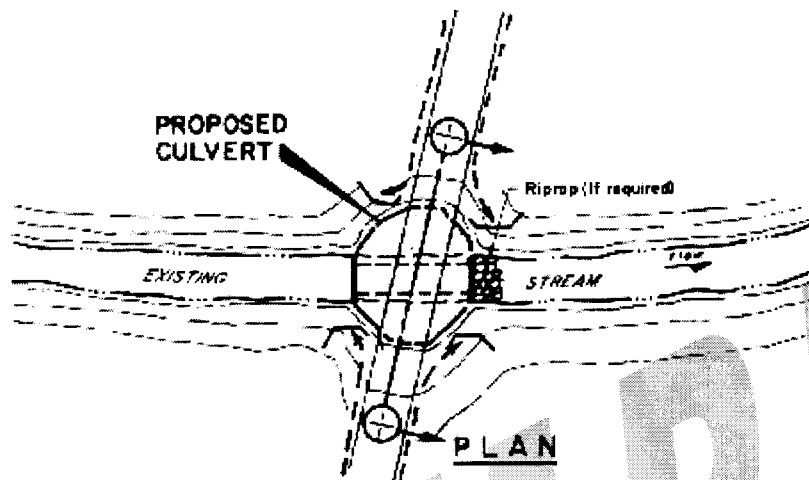 PROPOSED
CULVERT
Riprap (If required)
EXISTING
STREAM
Flow
PLAN